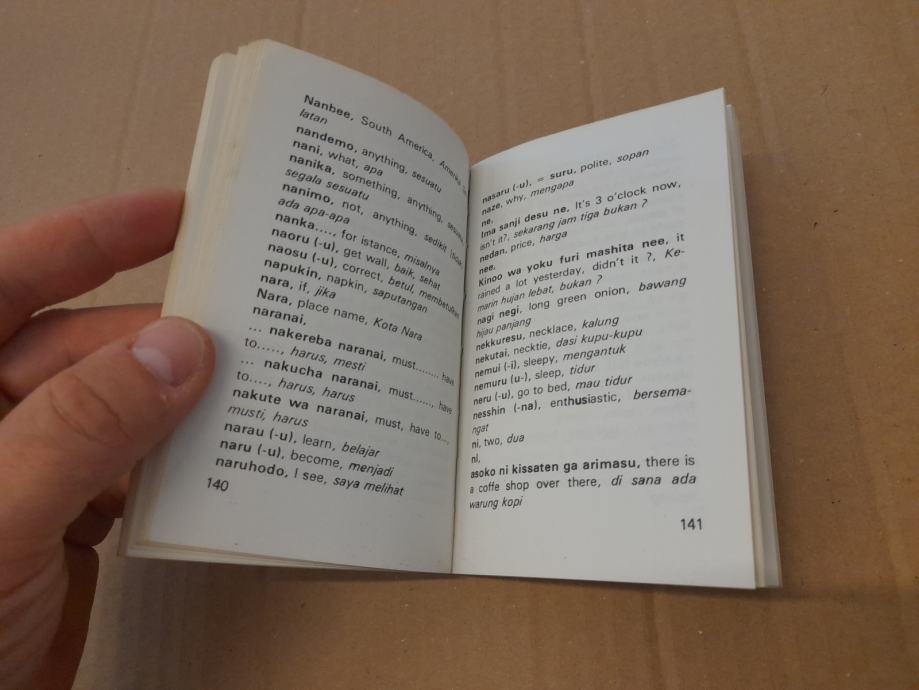 Nanbee, South America, Amerika
latan
nandemo, anything, sesuatu
nani, what, apa
nanika, something, anything, sesuatu,
segala sesuatu
nanimo, not, anything, sedikit (tidak
ada apa-apa
nanka...., for istance, misalnya
naoru (-u), get wall, baik, sehat
naosu (-u), correct, betul, membetulkan
napukin, napkin, saputangan
nara, if, jika
Nara, place name, Kota Nara
naranai,
... nakereba naranai, must........ have
to......, harus, mesti
... nakucha naranai, must......, have
to...., harus, harus
nakute wa naranai, must, have to...
musti, harus
narau (-u), learn, belajar
naru (-u), become, menjadi
naruhodo, I see, saya melihat
140
nasaru (-u), = suru, polite, sopan
naze, why, mengapa
ne,
Ima sanji desu ne, It's 3 o'clock now,
isn't it?, sekarang jam tiga bukan ?
nedan, price, harga
nee,
Kinoo wa yoku furi mashita nee, it
rained a lot yesterday, didn't it ?, Ke-
marin hujan lebat, bukan ?
nagi negi, long green onion, bawang
hijau panjang
nekkuresu, necklace, kalung
nekutai, necktie, dasi kupu-kupu
nemui (-i), sleepy, mengantuk
nemuru (u-), sleep, tidur
neru (-u), go to bed, mau tidur
nesshin (-na), enthusiastic, bersema-
ngat
ni, two, dua
ni,
asoko ni kissaten ga arimasu, there is
a coffe shop over there, di sana ada
warung kopi
141